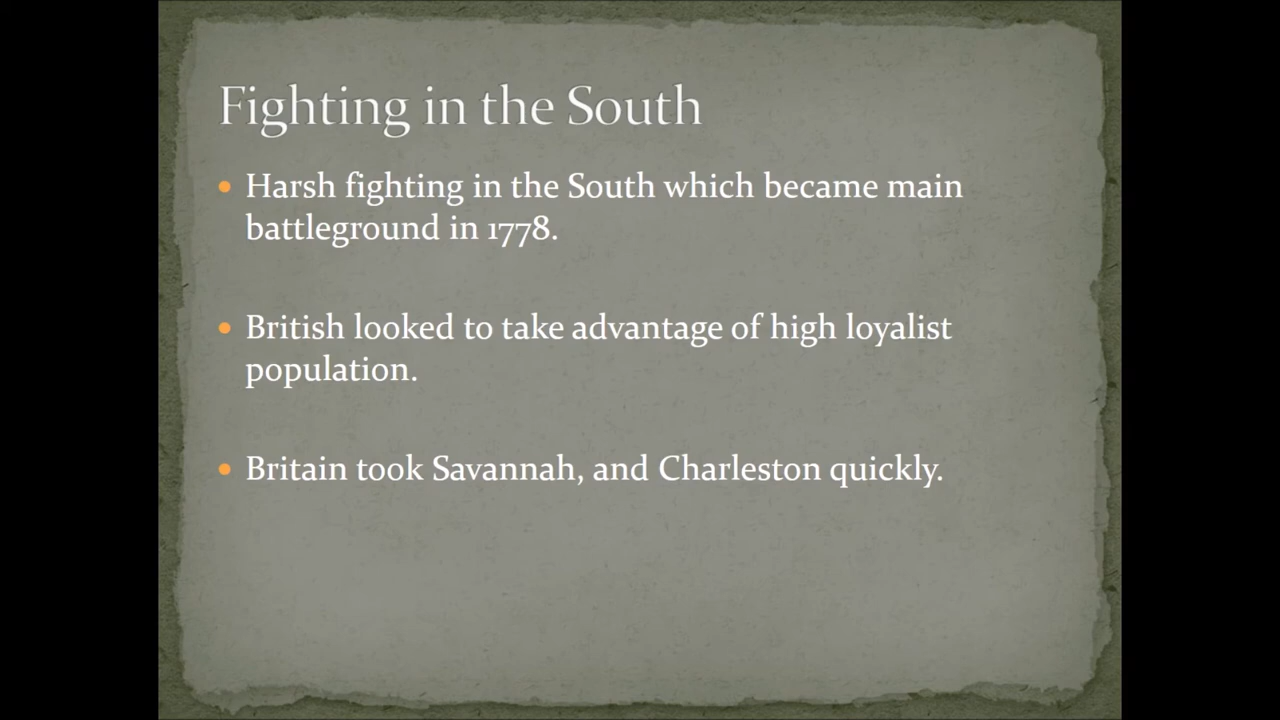 Fighting in the South
• Harsh fighting in the South which became main
battleground in 1778.
• British looked to take advantage of high loyalist
population.
• Britain took Savannah, and Charleston quickly.